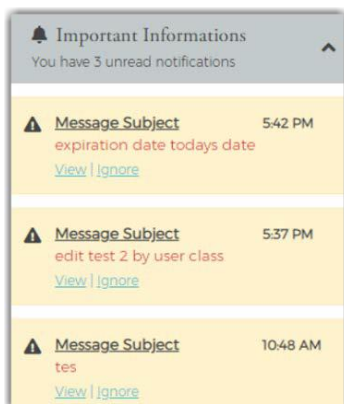 Important Informations
You have 3 unread notifications
Message Subject 5:42 PM
expiration date todays date
View | Ignore
Message Subject 5:37 PM
edit test 2 by user class
View | Ignore
Message Subject 10:48 AM
tes
View | Ignore